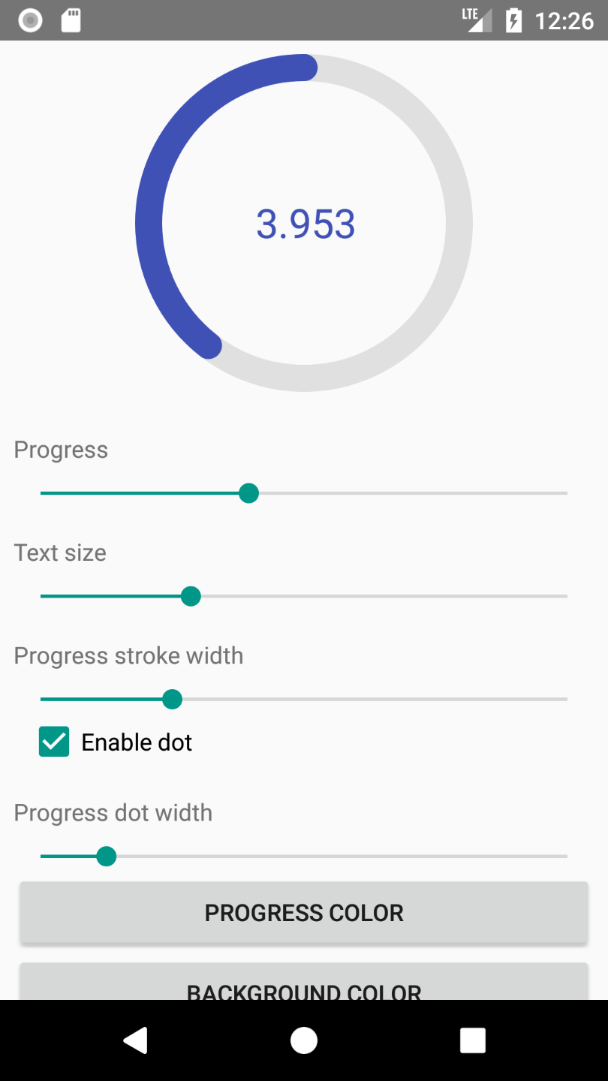 LTE 12:26
3.953
Progress
Text size
Progress stroke width
Enable dot
Progress dot width
PROGRESS COLOR
BACKGROUND COLOR